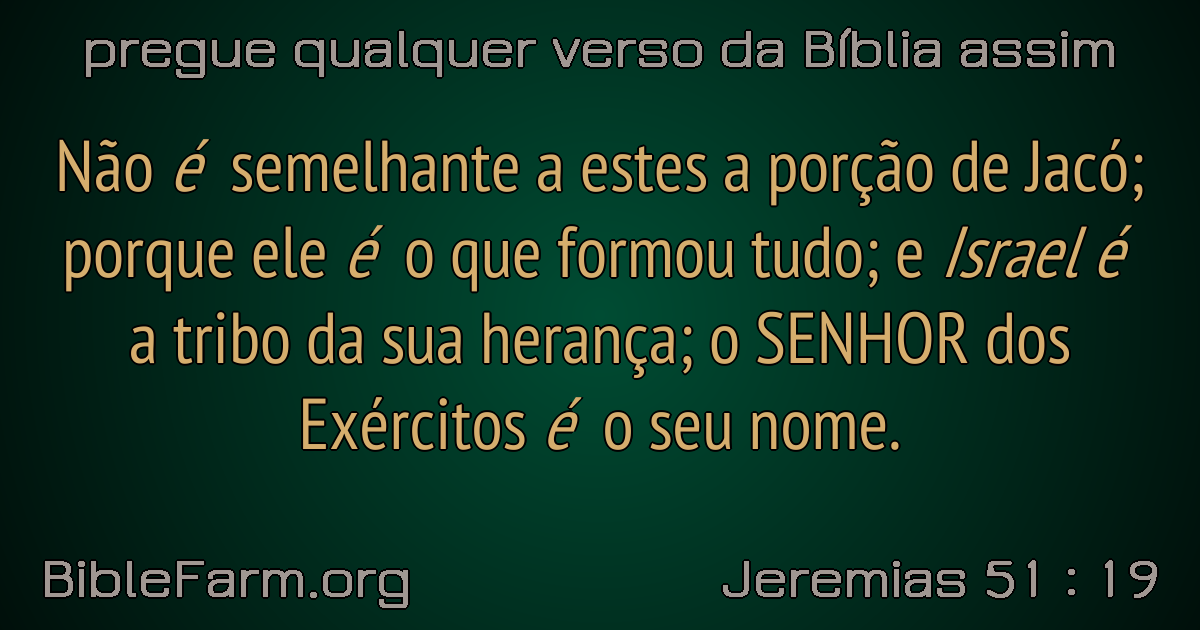 pregue qualquer verso da Bíblia assim
Não é semelhante a estes a porção de Jacó;
porque ele é o que formou tudo; e Israel é
a tribo da sua herança; o SENHOR dos
Exércitos é o seu nome.
BibleFarm.org
Jeremias 51 : 19